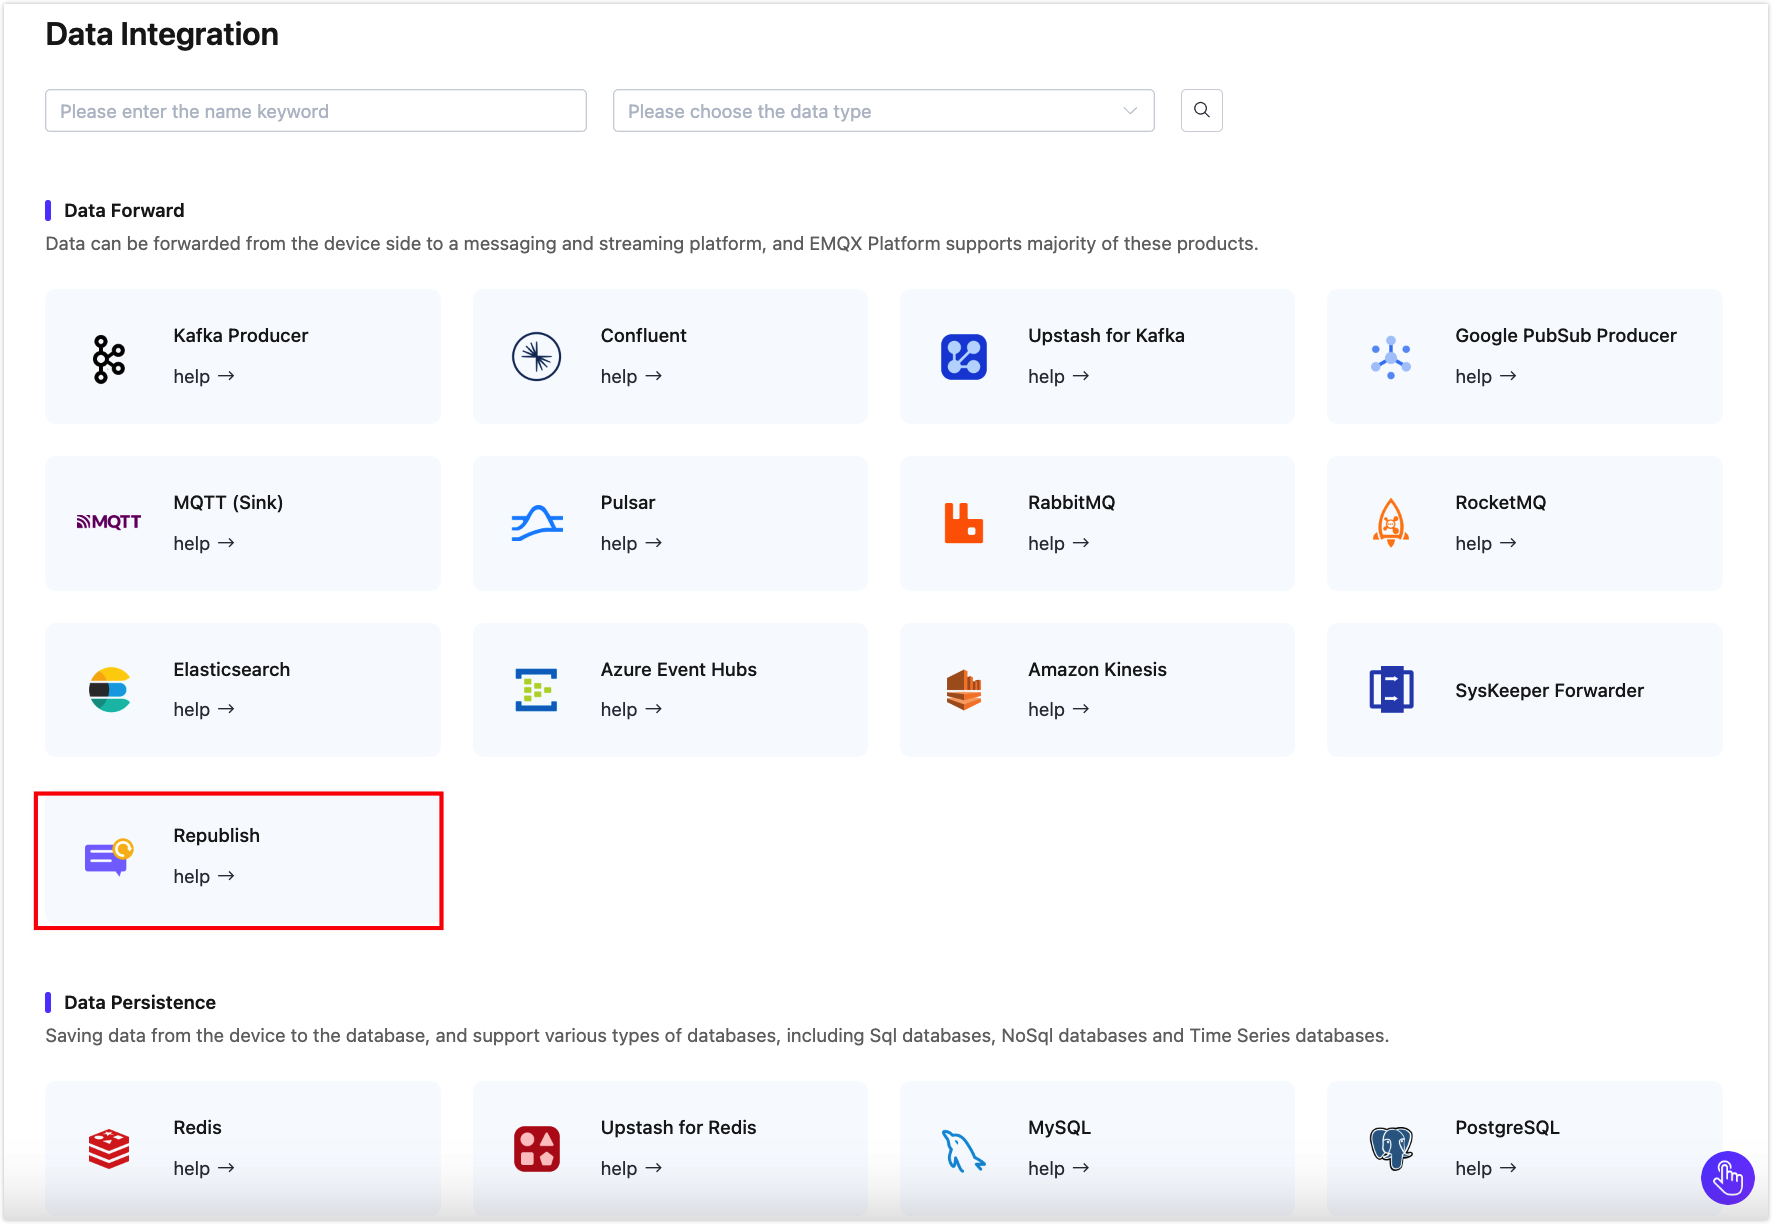 Data Integration
Please enter the name keyword
Please choose the data type
Data Forward
Data can be forwarded from the device side to a messaging and streaming platform, and EMQX Platform supports majority of these products.
Kafka Producer
help →
Confluent
help →
Upstash for Kafka
help →
Google PubSub Producer
help →
MQTT
MQTT (Sink)
help →
Pulsar
help →
RabbitMQ
help →
RocketMQ
help →
Elasticsearch
help →
Azure Event Hubs
help →
Amazon Kinesis
help →
SysKeeper Forwarder
Republish
help →
Data Persistence
Saving data from the device to the database, and support various types of databases, including Sql databases, NoSql databases and Time Series databases.
Redis
help →
Upstash for Redis
help →
MySQL
help →
PostgreSQL
help →